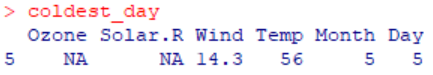 > coldest_day
Ozone Solar.R Wind Temp Month Day
5 NA NA 14.3 56 5 5